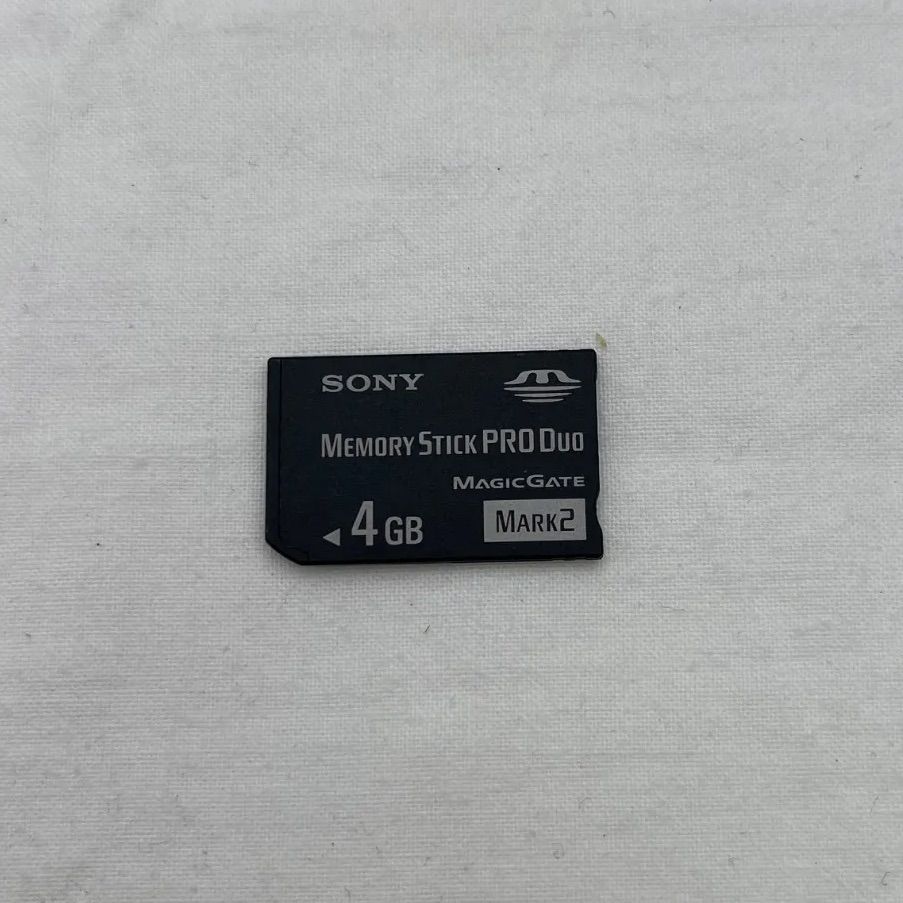 SONY
MEMORY STICK PRO DUO
MAGICGATE
4 GB MARK2